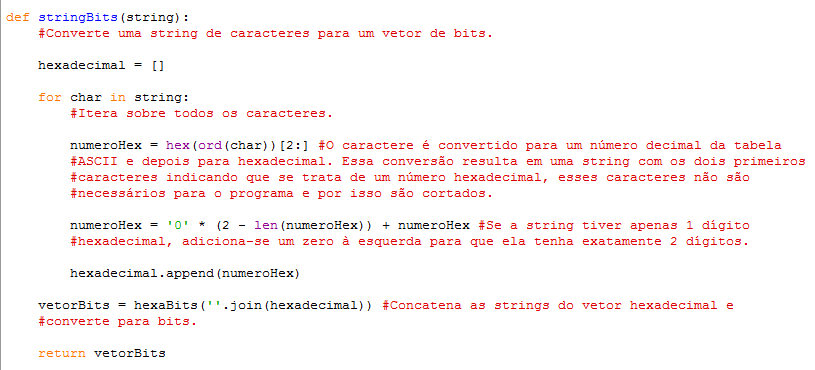 def stringBits(string):
    #Converte uma string de caracteres para um vetor de bits.
    hexadecimal = []
    for char in string:
        #Itera sobre todos os caracteres.
        numeroHex = hex(ord(char))[2:] #O caractere é convertido para um número decimal da tabela
        #ASCII e depois para hexadecimal. Essa conversão resulta em uma string com os dois primeiros
        #caracteres indicando que se trata de um número hexadecimal, esses caracteres não são
        #necessários para o programa e por isso são cortados.
        numeroHex = '0' * (2 - len(numeroHex)) + numeroHex #Se a string tiver apenas 1 dígito
        #hexadecimal, adiciona-se um zero à esquerda para que ela tenha exatamente 2 dígitos.
        hexadecimal.append(numeroHex)
    vetorBits = hexaBits(''.join(hexadecimal)) #Concatena as strings do vetor hexadecimal e
    #converte para bits.
    return vetorBits